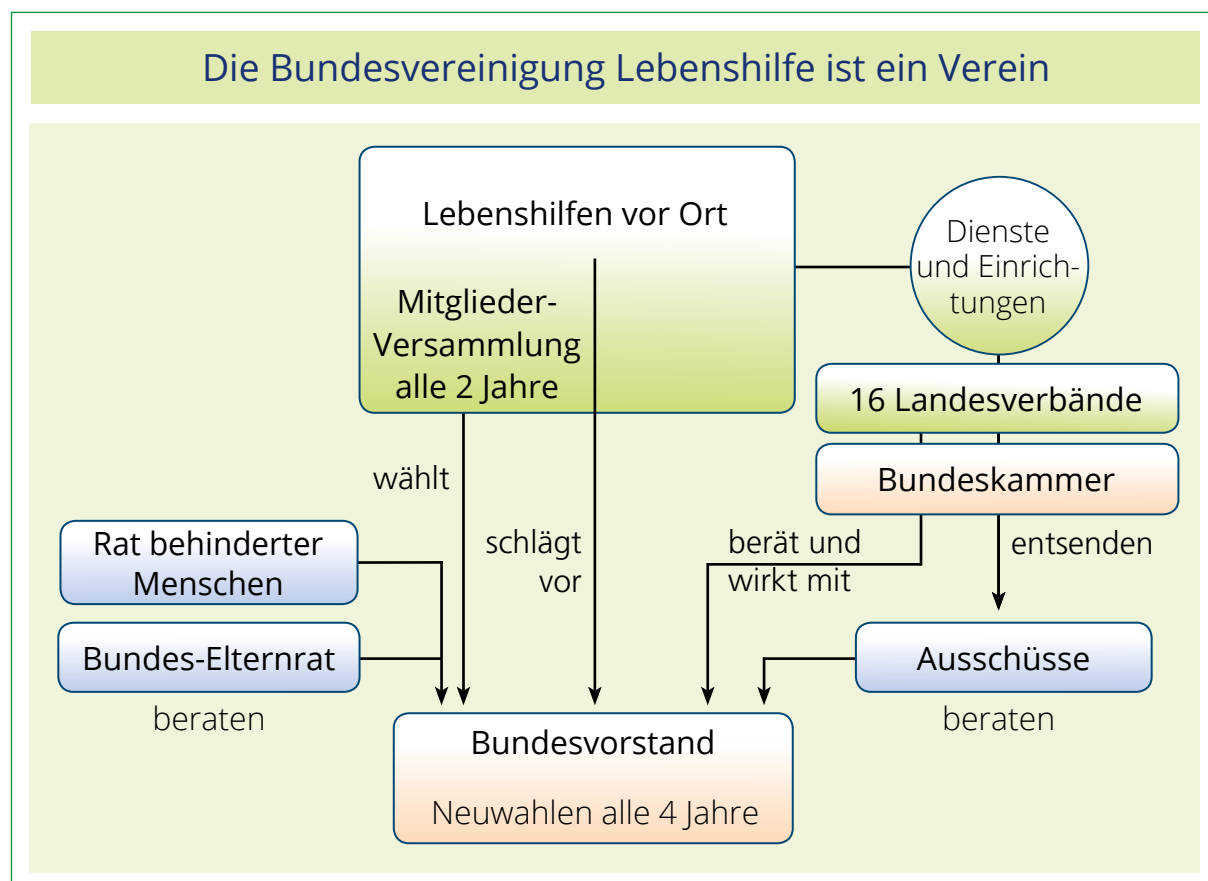 Die Bundesvereinigung Lebenshilfe ist ein Verein
Lebenshilfen vor Ort
Mitglieder-
Versammlung
alle 2 Jahre
Dienste
und Einrich-
tungen
16 Landesverbände
Bundeskammer
wählt
schlägt
vor
berät und
wirkt mit
entsenden
Rat behinderter
Menschen
Bundes-Elternrat
beraten
Ausschüsse
beraten
Bundesvorstand
Neuwahlen alle 4 Jahre